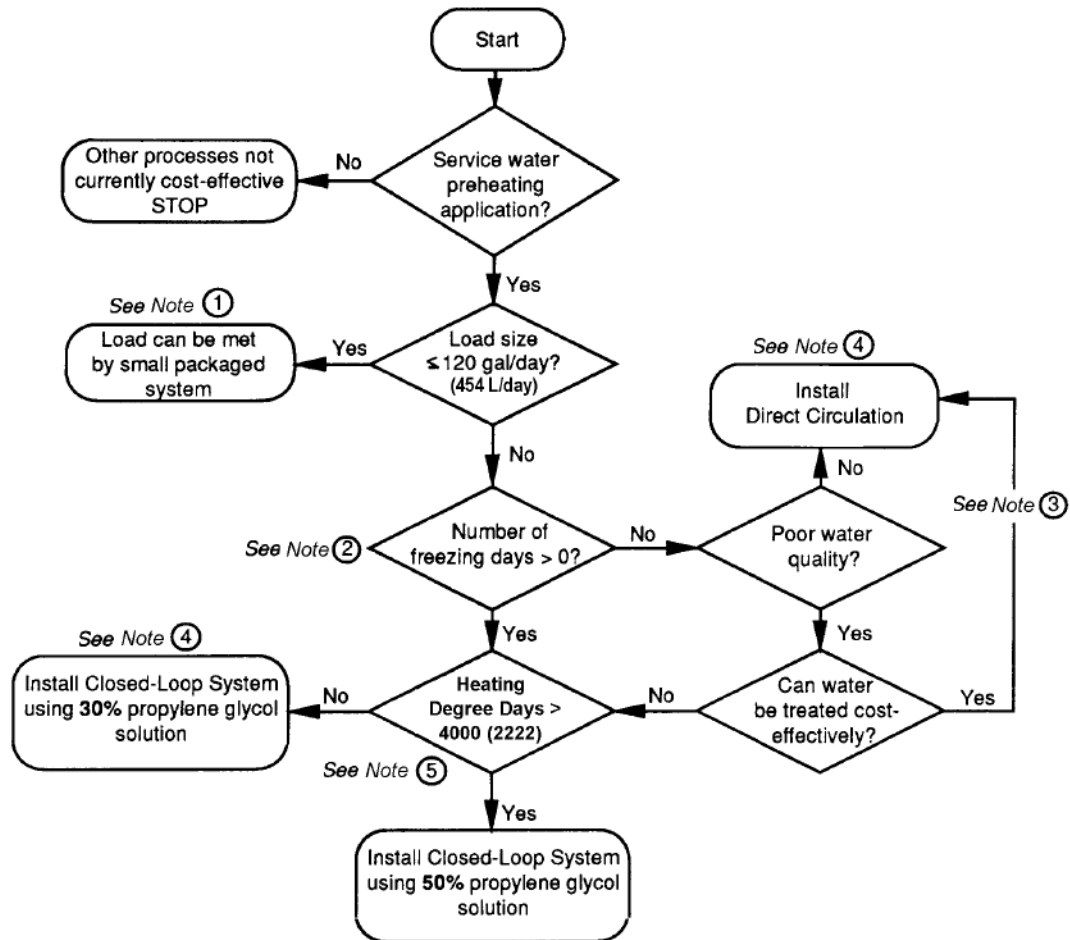 Start
Service water
preheating
application?
No
Other processes not
currently cost-effective
STOP
Yes
See Note 1
Load can be met
by small packaged
system
Yes
Load size
≤120 gal/day?
(454 L/day)
No
See Note 4
Install
Direct Circulation
No
See Note 3
See Note 2
Number of
freezing days > 0?
No
Poor water
quality?
Yes
Yes
See Note 4
Install Closed-Loop System
using 30% propylene glycol
solution
No
Heating
Degree Days >
4000 (2222)
No
Can water
be treated cost-
effectively?
Yes
See Note 5
Yes
Install Closed-Loop System
using 50% propylene glycol
solution